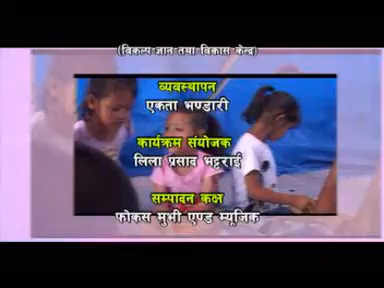 (विकल्प ज्ञान तथा विकास केन्द्र)
व्यवस्थापन
एकता भण्डारी
कार्यक्रम संयोजक
लिला प्रसाद भट्टराई
सम्पादन कक्ष
फोकस मुभी एण्ड म्यूजिक